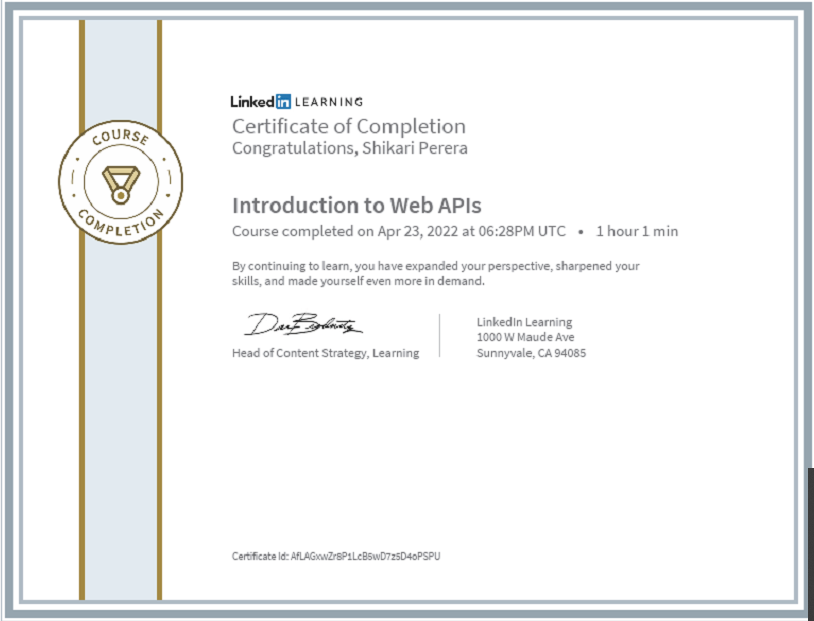 COURSE
COMPLETION
Linked in LEARNING
Certificate of Completion
Congratulations, Shikari Perera
Introduction to Web APIs
Course completed on Apr 23, 2022 at 06:28PM UTC • 1 hour 1 min
By continuing to learn, you have expanded your perspective, sharpened your
skills, and made yourself even more in demand.
Head of Content Strategy, Learning
LinkedIn Learning
1000 W Maude Ave
Sunnyvale, CA 94085
Certificate Id: